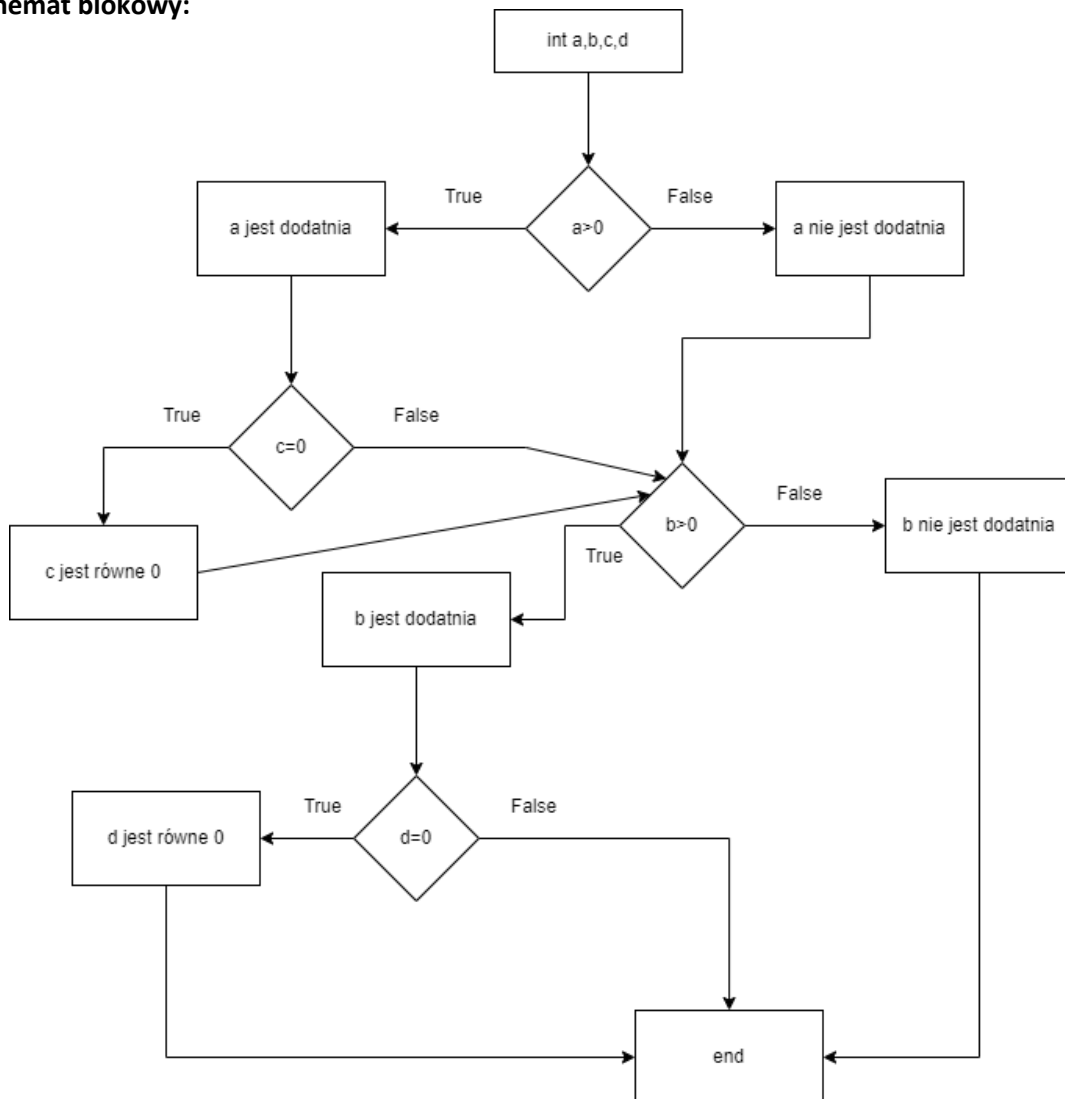 blokowy:
int a,b,c,d
True
False
a jest dodatnia
a>0
a nie jest dodatnia
True
False
c=0
False
b>0
b nie jest dodatnia
True
c jest równe 0
b jest dodatnia
True
False
d jest równe 0
d=0
end